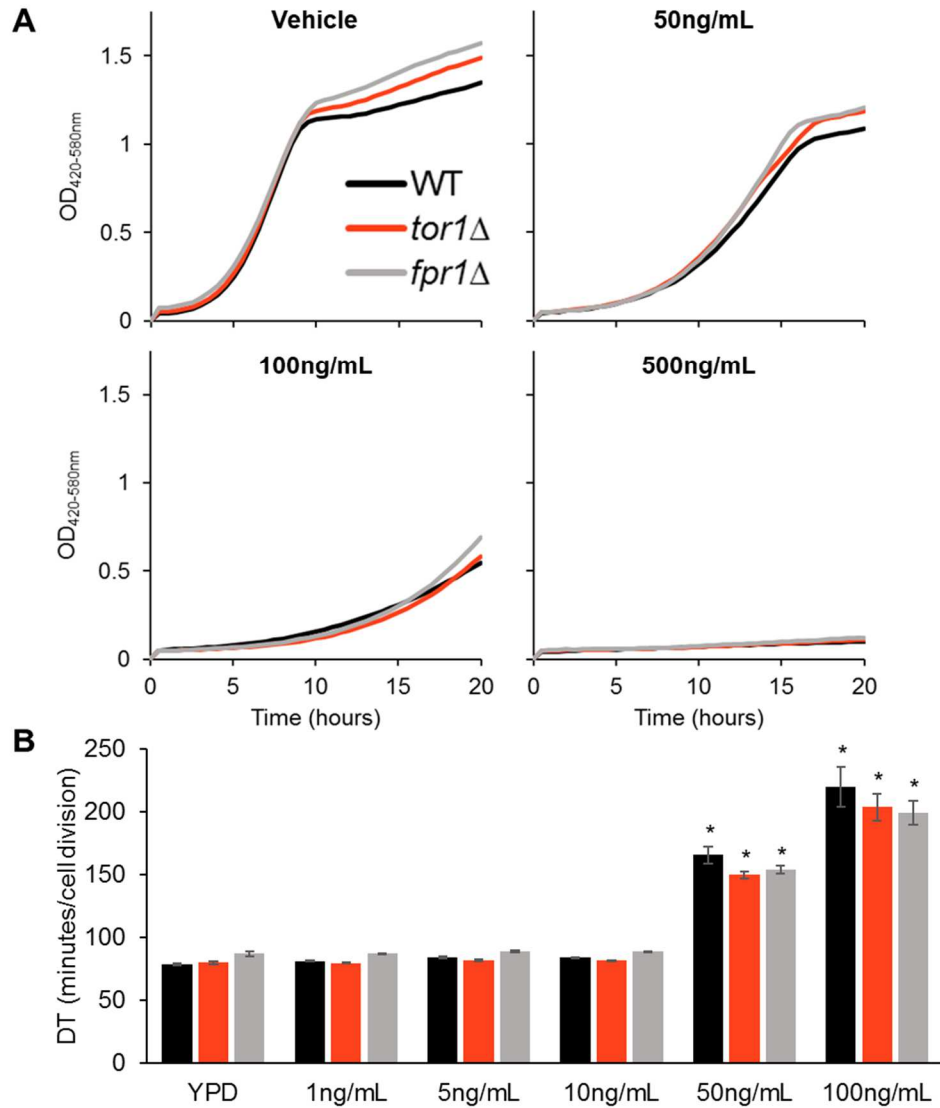 A
Vehicle
50ng/mL
1.5
1
0.5
0
OD420-580nm
WT
tor1Δ
fpr1Δ
100ng/mL
500ng/mL
1.5
1
0.5
0
OD420-580nm
0 5 10 15 20
0 5 10 15 20
Time (hours)
Time (hours)
B
250
200
150
100
50
0
DT (minutes/cell division)
* * * * * *
YPD 1ng/mL 5ng/mL 10ng/mL 50ng/mL 100ng/mL